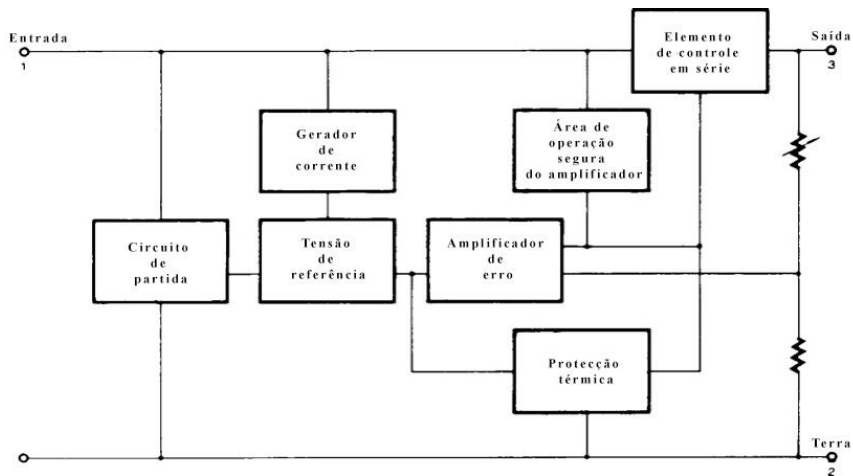 Entrada
1
Elemento
de controle
em série
Saída
3
Gerador
de
corrente
Área de
operação
segura
do amplificador
Circuito
de
partida
Tensão
de
referência
Amplificador
de
erro
Protecção
térmica
Terra
2